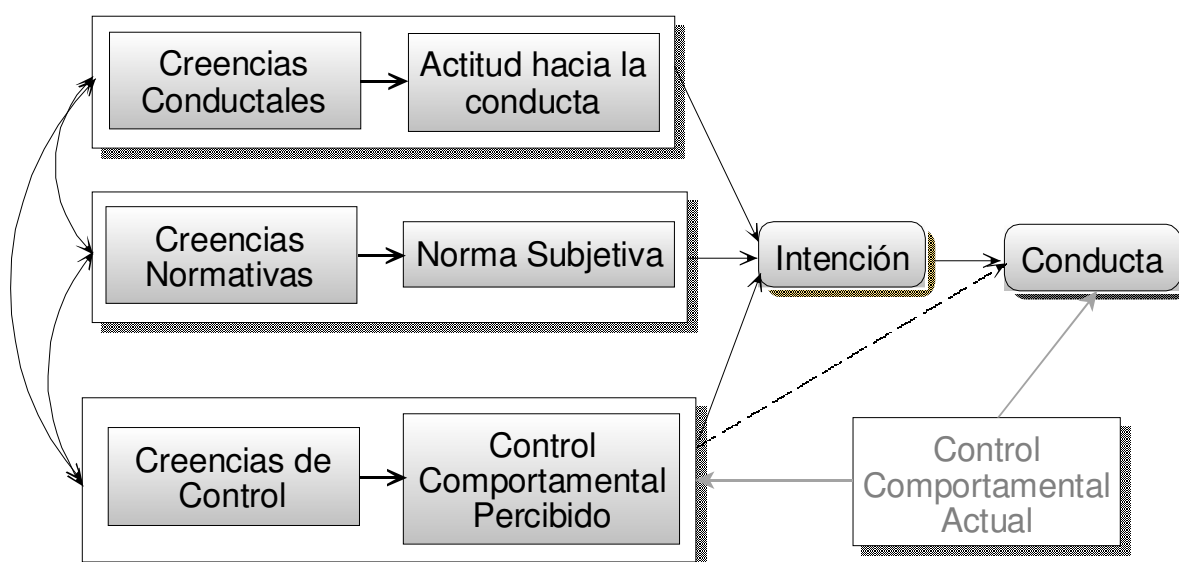 Creencias
Conductales
Actitud hacia la
conducta
Creencias
Normativas
Norma Subjetiva
Intención
Conducta
Creencias de
Control
Control
Comportamental
Percibido
Control
Comportamental
Actual